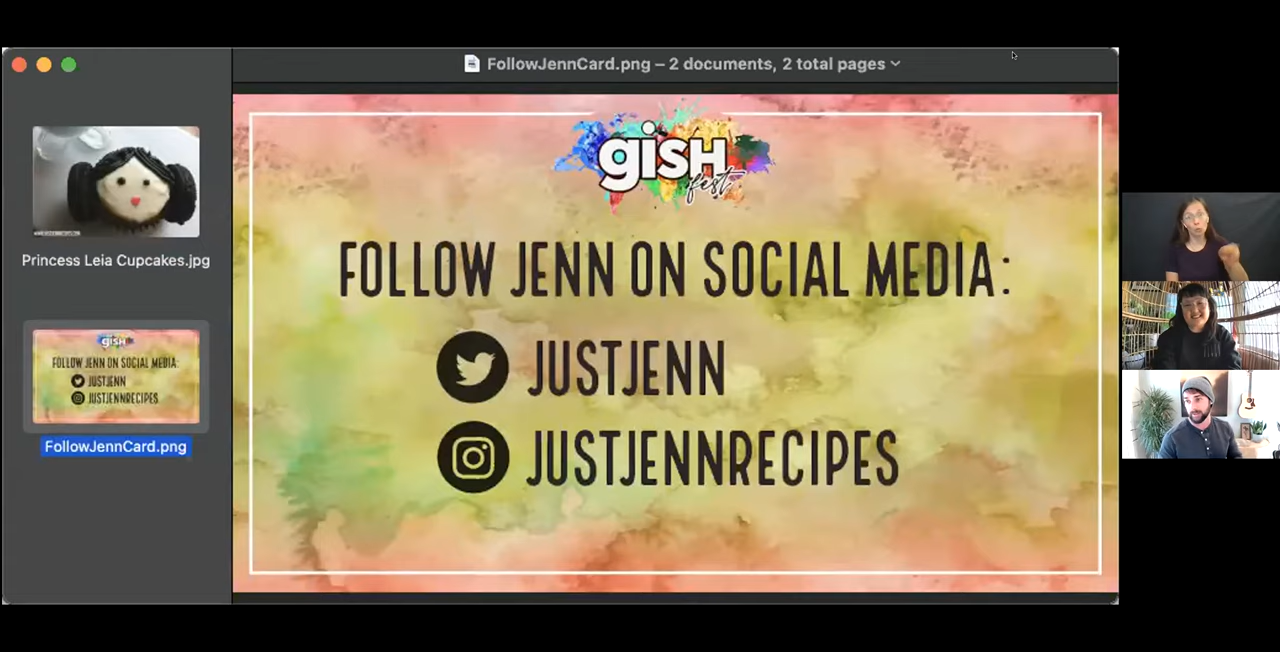 FollowJennCard.png – 2 documents, 2 total pages
Princess Leia Cupcakes.jpg
gish
FOLLOW JENN ON SOCIAL MEDIA:
JUSTJENN
JUSTJENNRECIPES
FollowJennCard.png
gisH
fest
FOLLOW JENN ON SOCIAL MEDIA:
JUSTJENN
JUSTJENNRECIPES